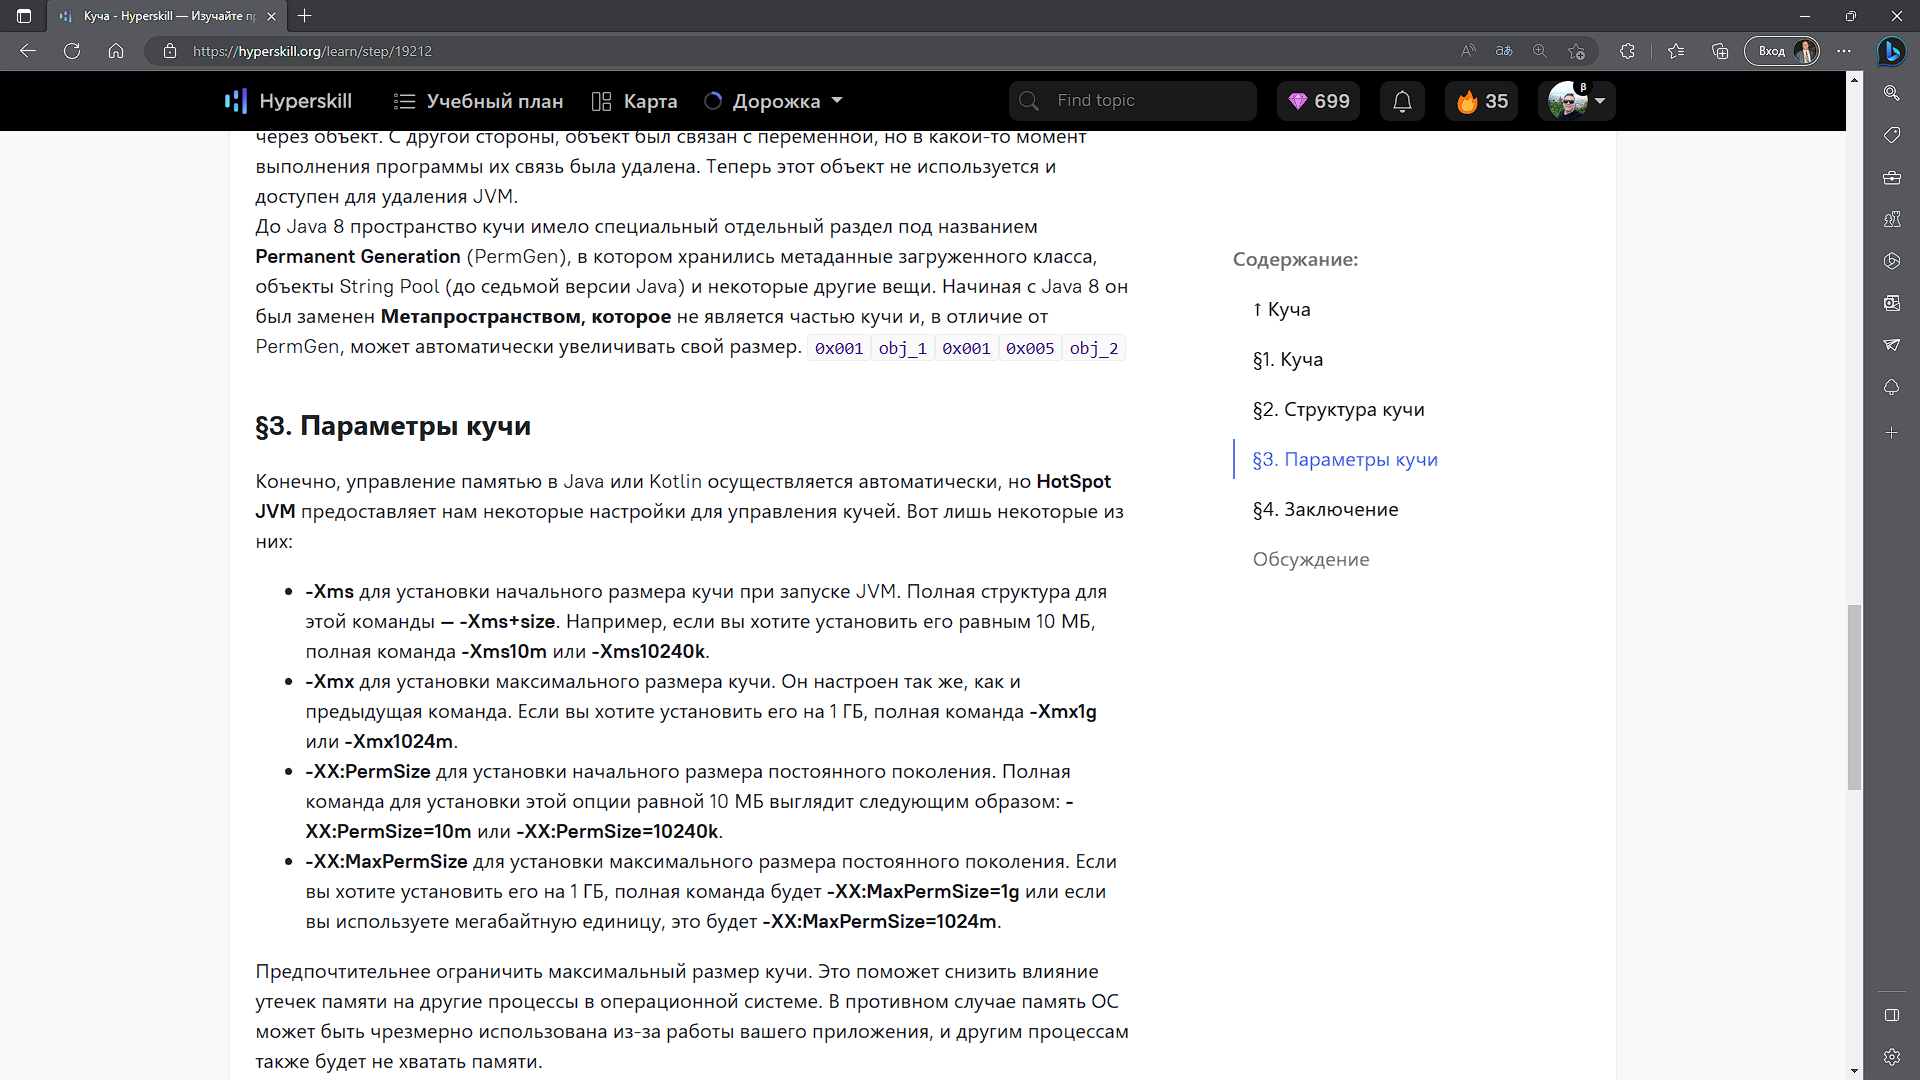 Куча - Hyperskill — Изучайте пр
https://hyperskill.org/learn/step/19212
Вход
Hyperskill
Учебный план
Карта
Дорожка
Find topic
699
35
β
через объект. С другой стороны, объект был связан с переменной, но в какой-то момент
выполнения программы их связь была удалена. Теперь этот объект не используется и
доступен для удаления JVM.
До Java 8 пространство кучи имело специальный отдельный раздел под названием
Permanent Generation (PermGen), в котором хранились метаданные загруженного класса,
объекты String Pool (до седьмой версии Java) и некоторые другие вещи. Начиная с Java 8 он
был заменен Метапространством, которое не является частью кучи и, в отличие от
PermGen, может автоматически увеличивать свой размер. 0x001 obj_1 0x001 0x005 obj_2
§3. Параметры кучи
Конечно, управление памятью в Java или Kotlin осуществляется автоматически, но HotSpot
JVM предоставляет нам некоторые настройки для управления кучей. Вот лишь некоторые из
них:
• -Xms для установки начального размера кучи при запуске JVM. Полная структура для
этой команды — -Xms+size. Например, если вы хотите установить его равным 10 МБ,
полная команда -Xms10m или -Xms10240k.
• -Xmx для установки максимального размера кучи. Он настроен так же, как и
предыдущая команда. Если вы хотите установить его на 1 ГБ, полная команда -Xmx1g
или -Xmx1024m.
• -XX:PermSize для установки начального размера постоянного поколения. Полная
команда для установки этой опции равной 10 МБ выглядит следующим образом: -
XX:PermSize=10m или -XX:PermSize=10240k.
• -XX:MaxPermSize для установки максимального размера постоянного поколения. Если
вы хотите установить его на 1 ГБ, полная команда будет -XX:MaxPermSize=1g или если
вы используете мегабайтную единицу, это будет -XX:MaxPermSize=1024m.
Предпочтительнее ограничить максимальный размер кучи. Это поможет снизить влияние
утечек памяти на другие процессы в операционной системе. В противном случае память ОС
может быть чрезмерно использована из-за работы вашего приложения, и другим процессам
также будет не хватать памяти.
Содержание:
↑ Куча
§1. Куча
§2. Структура кучи
§3. Параметры кучи
§4. Заключение
Обсуждение